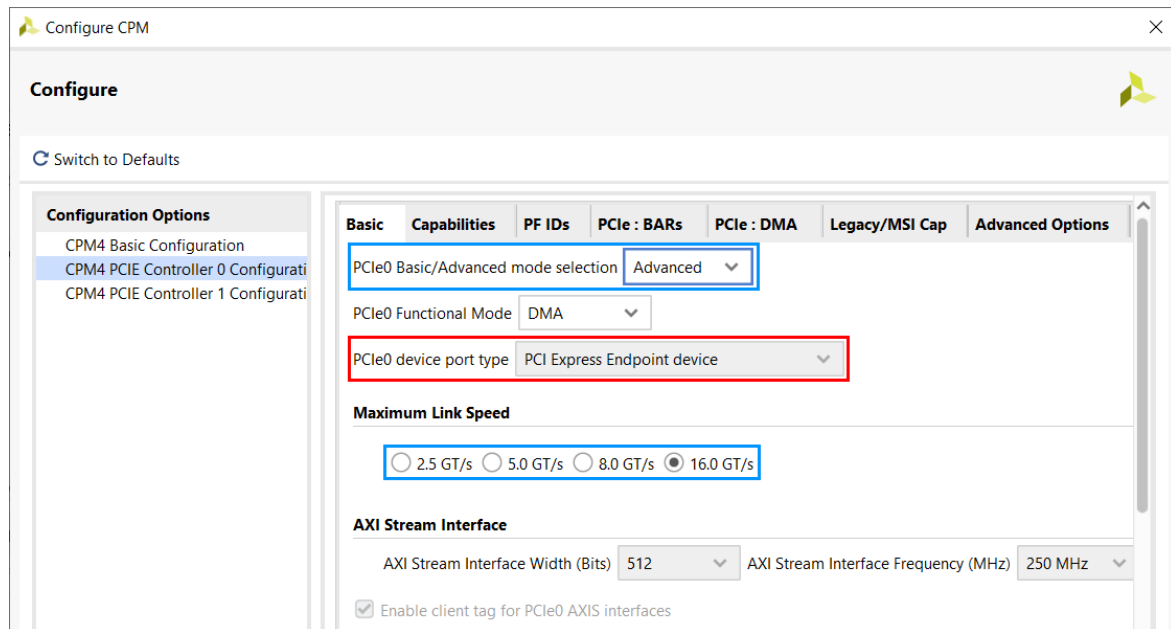 Configure CPM
Configure
Switch to Defaults
Configuration Options
CPM4 Basic Configuration
CPM4 PCIE Controller 0 Configurati
CPM4 PCIE Controller 1 Configurati
Basic Capabilities PF IDs PCIe : BARs PCIe : DMA Legacy/MSI Cap Advanced Options
PCIe0 Basic/Advanced mode selection Advanced
PCIe0 Functional Mode DMA
PCIe0 device port type PCI Express Endpoint device
Maximum Link Speed
2.5 GT/s 5.0 GT/s 8.0 GT/s 16.0 GT/s
AXI Stream Interface
AXI Stream Interface Width (Bits) 512 AXI Stream Interface Frequency (MHz) 250 MHz
Enable client tag for PCIe0 AXIS interfaces